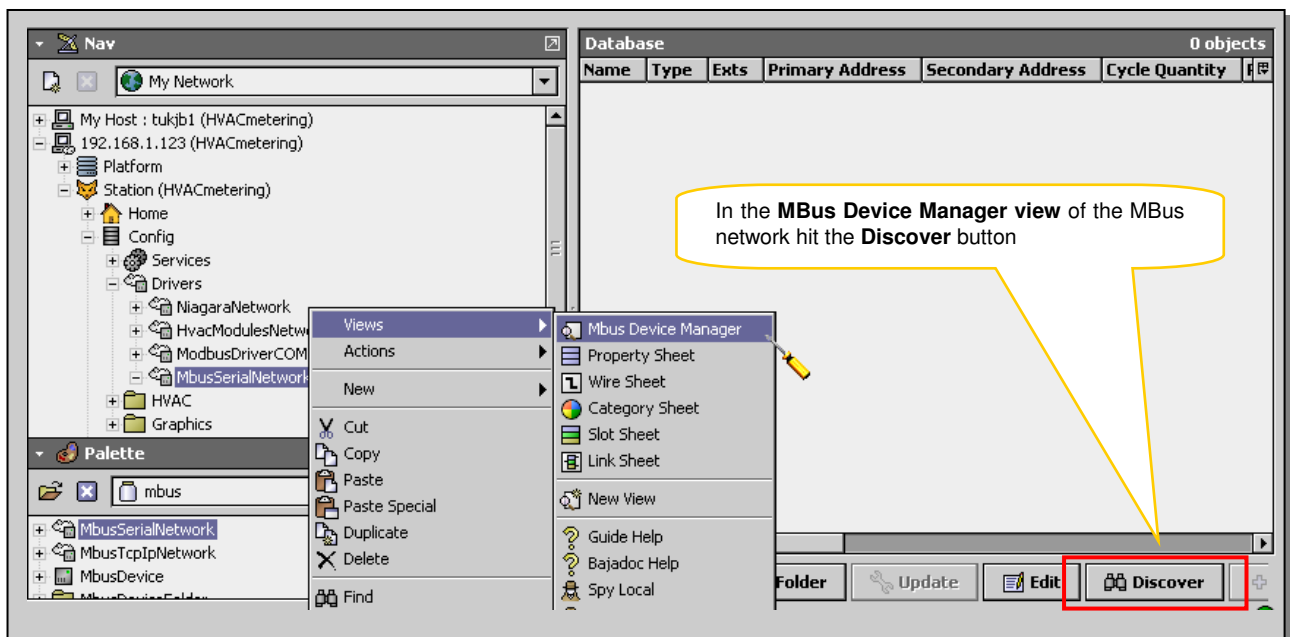 Nav
My Network
My Host : tukjb1 (HVACmetering)
192.168.1.123 (HVACmetering)
Platform
Station (HVACmetering)
Home
Config
Services
Drivers
NiagaraNetwork
HvacModulesNetw
ModbusDriverCOM
MbusSerialNetwork
HVAC
Graphics
Palette
mbus
MbusSerialNetwork
MbusTcpIpNetwork
MbusDevice
MbusDeviceFolder
Views
Actions
New
Cut
Copy
Paste
Paste Special
Duplicate
Delete
Find
Mbus Device Manager
Property Sheet
Wire Sheet
Category Sheet
Slot Sheet
Link Sheet
New View
Guide Help
Bajadoc Help
Spy Local
Database 0 objects
Name Type Exts Primary Address Secondary Address Cycle Quantity
In the MBus Device Manager view of the MBus
network hit the Discover button
Folder Update Edit Discover